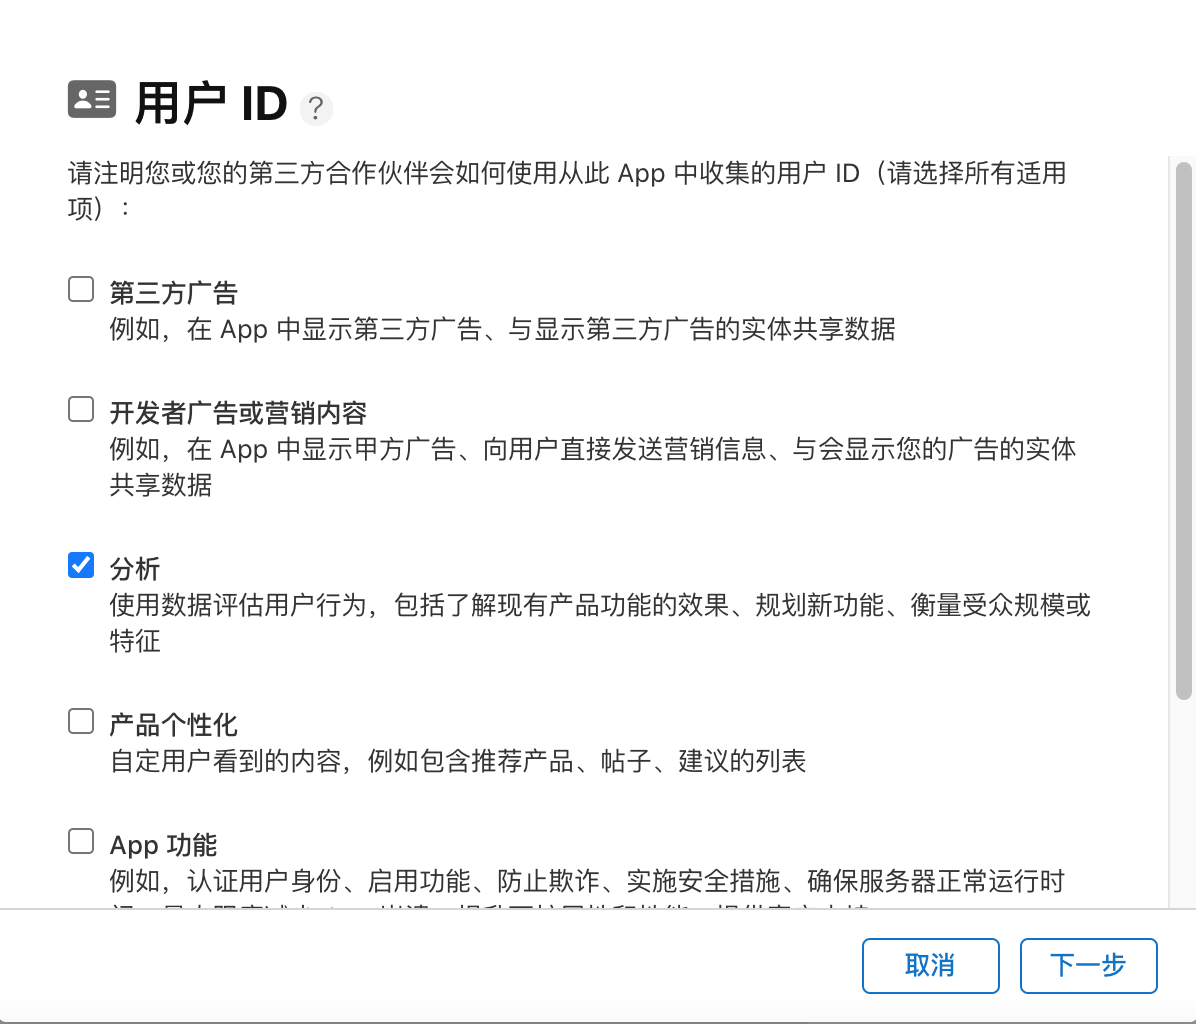 用户 ID ?
请注明您或您的第三方合作伙伴会如何使用从此 App 中收集的用户 ID（请选择所有适用
项）：
第三方广告
例如，在 App 中显示第三方广告、与显示第三方广告的实体共享数据
开发者广告或营销内容
例如，在 App 中显示甲方广告、向用户直接发送营销信息、与会显示您的广告的实体
共享数据
分析
使用数据评估用户行为，包括了解现有产品功能的效果、规划新功能、衡量受众规模或
特征
产品个性化
自定用户看到的内容，例如包含推荐产品、帖子、建议的列表
App 功能
例如，认证用户身份、启用功能、防止欺诈、实施安全措施、确保服务器正常运行时
取消
下一步